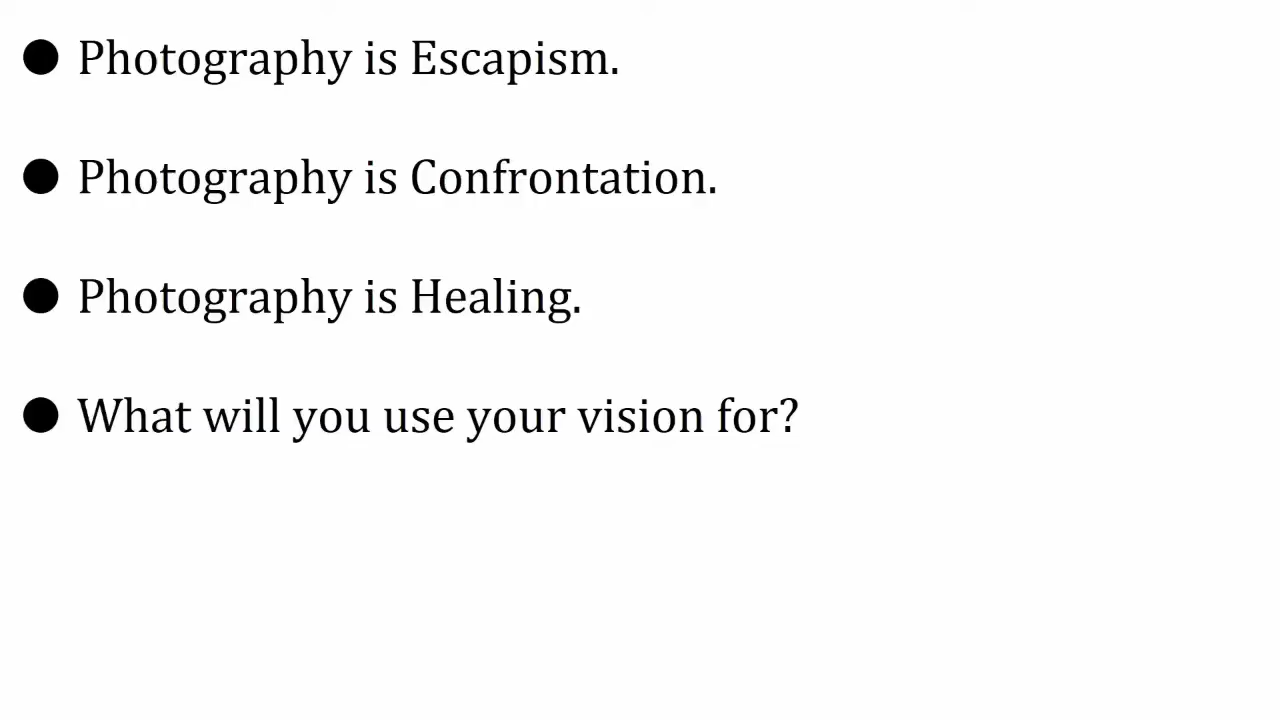 ● Photography is Escapism.
● Photography is Confrontation.
● Photography is Healing.
● What will you use your vision for?